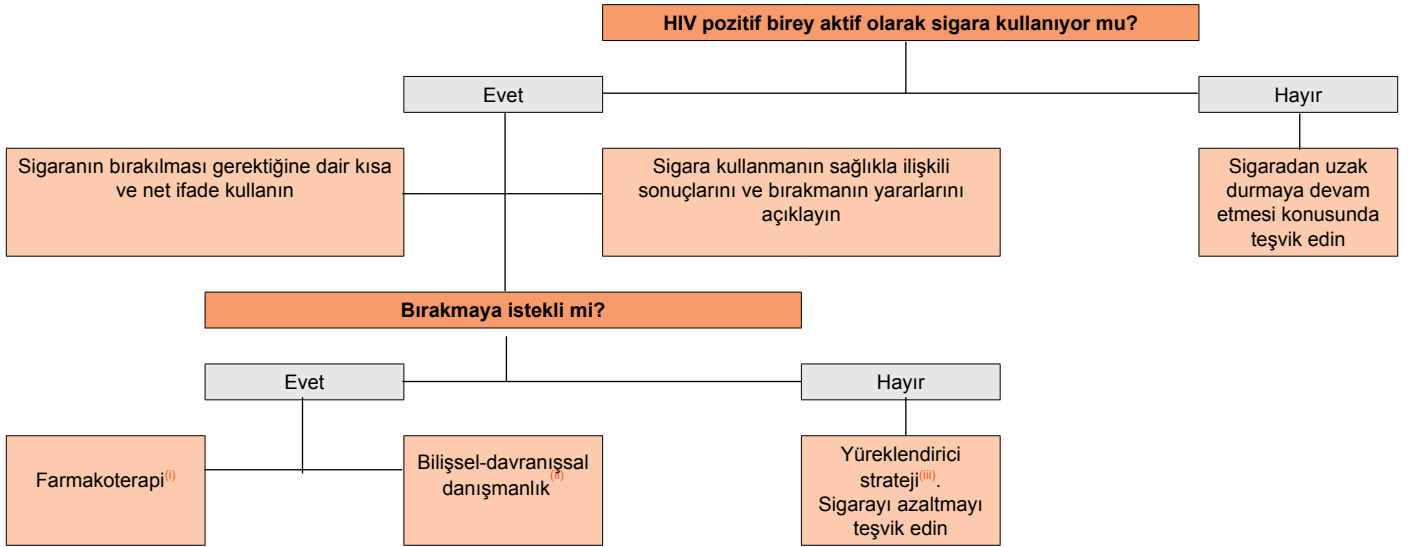 HIV pozitif birey aktif olarak sigara kullanıyor mu?
Evet
Hayır
Sigaranın bırakılması gerektiğine dair kısa
ve net ifade kullanın
Sigara kullanmanın sağlıkla ilişkili
sonuçlarını ve bırakmanın yararlarını
açıklayın
Sigaradan uzak
durmaya devam
etmesi konusunda
teşvik edin
Bırakmaya istekli mi?
Evet
Hayır
Farmakoterapi(i)
Bilişsel-davranışsal
danışmanlık(ii)
Yüreklendirici
strateji(iii).
Sigarayı azaltmayı
teşvik edin